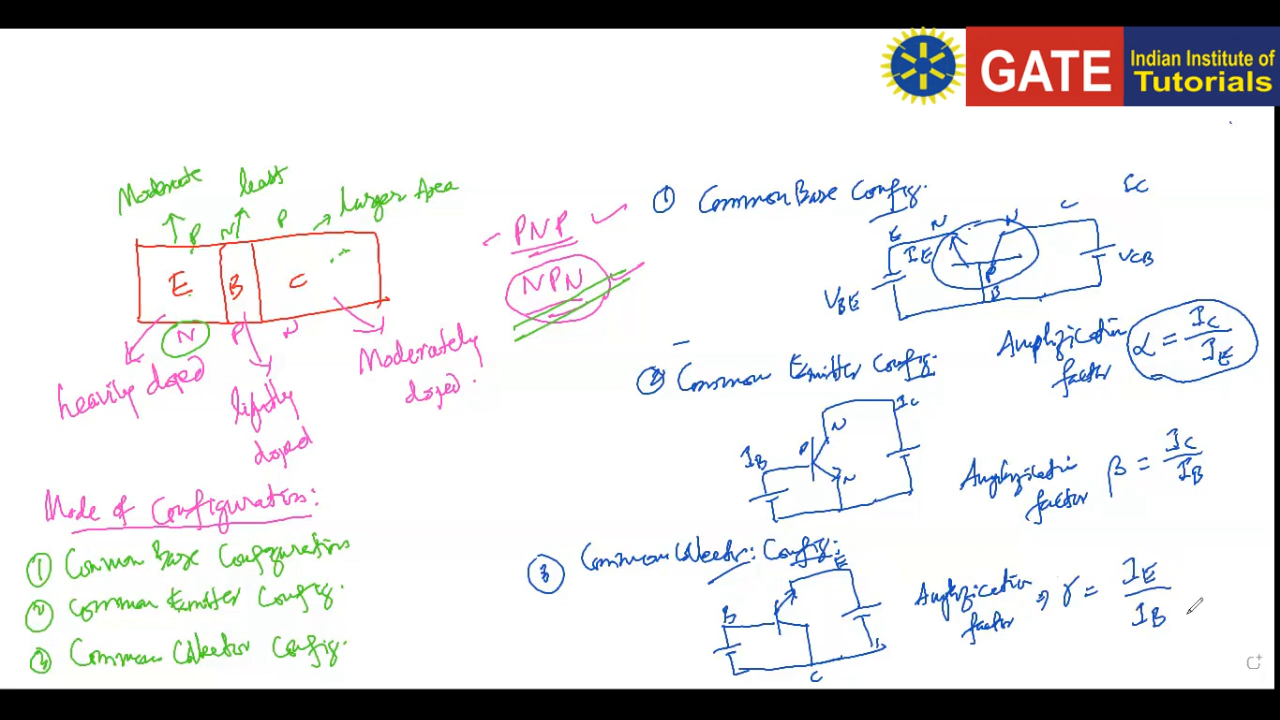 GATE
Indian Institute of
Tutorials
Moderate
least
larger Area
P N P
E B C
N P N
heavily doped
lightly
doped
Moderately
doped.
PNP
NPN
Mode of Configuration:
1 Common Base Configurations
2 Common Emitter Config.
3 Common Collector Config.
1 Common Base Config.
IC
E N N C
IE
P
B
VBE
VCB
Amplification
factor
α = IC/IE
2 Common Emitter Config.
IC
N
IB P
N
Amplification
factor
β = IC/IB
3 Common Collector: Config:
E
B
C
Amplification
factor
⇒ γ = IE/IB